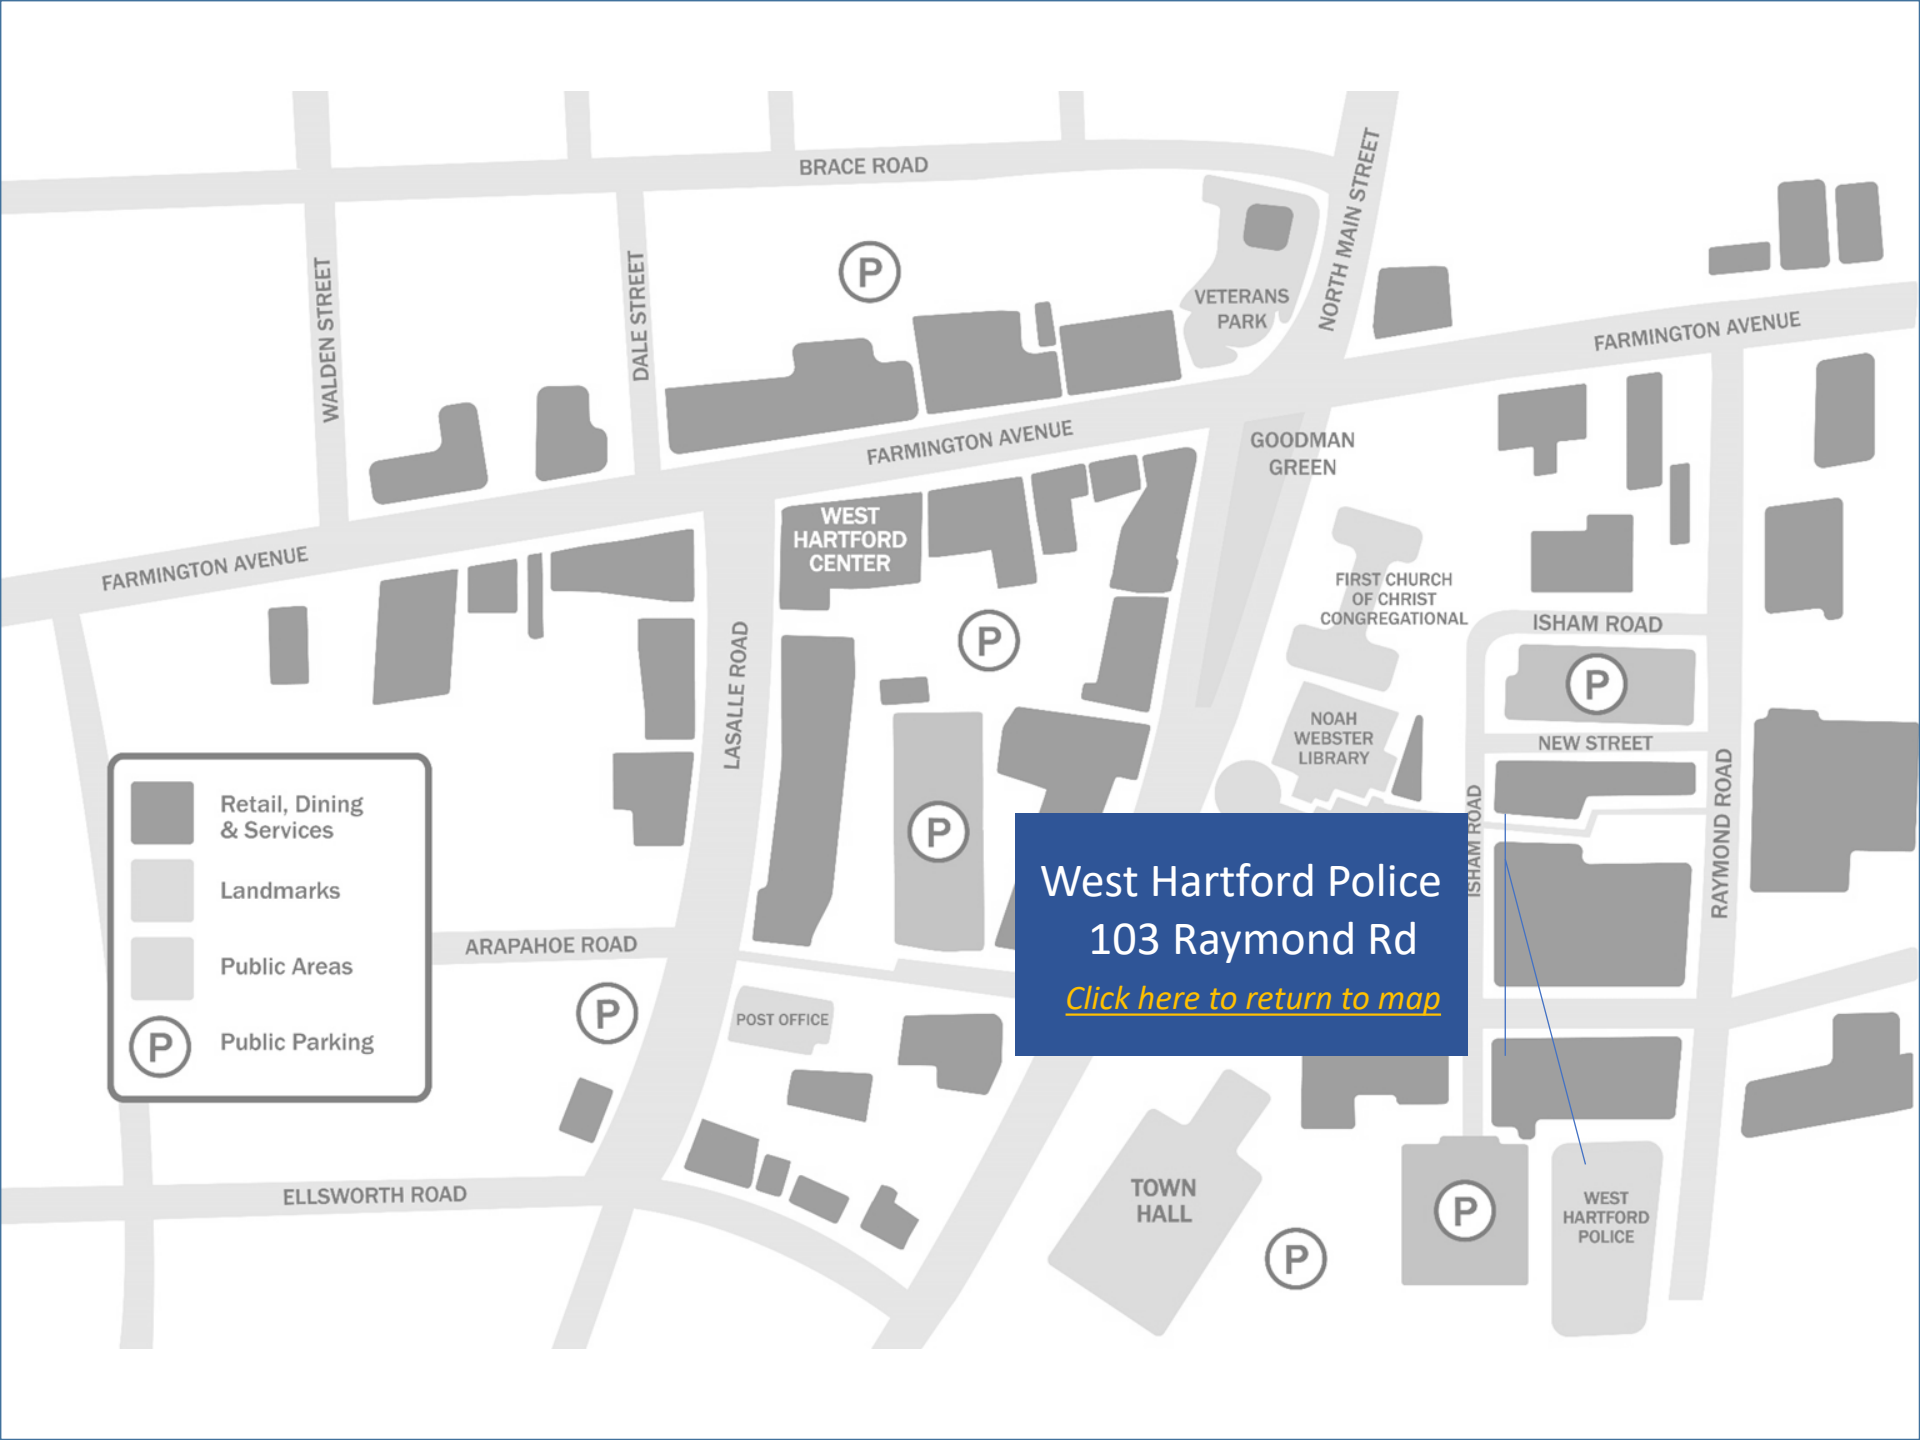 BRACE ROAD
NORTH MAIN STREET
WALDEN STREET
DALE STREET
P
VETERANS
PARK
FARMINGTON AVENUE
FARMINGTON AVENUE
GOODMAN
GREEN
WEST
HARTFORD
CENTER
FARMINGTON AVENUE
FIRST CHURCH
OF CHRIST
CONGREGATIONAL
ISHAM ROAD
P
P
LASALLE ROAD
NOAH
WEBSTER
LIBRARY
NEW STREET
RAYMOND ROAD
ISHAM ROAD
P
Retail, Dining
& Services
Landmarks
Public Areas
P
Public Parking
West Hartford Police
103 Raymond Rd
Click here to return to map
ARAPAHOE ROAD
P
POST OFFICE
ELLSWORTH ROAD
TOWN
HALL
P
P
WEST
HARTFORD
POLICE